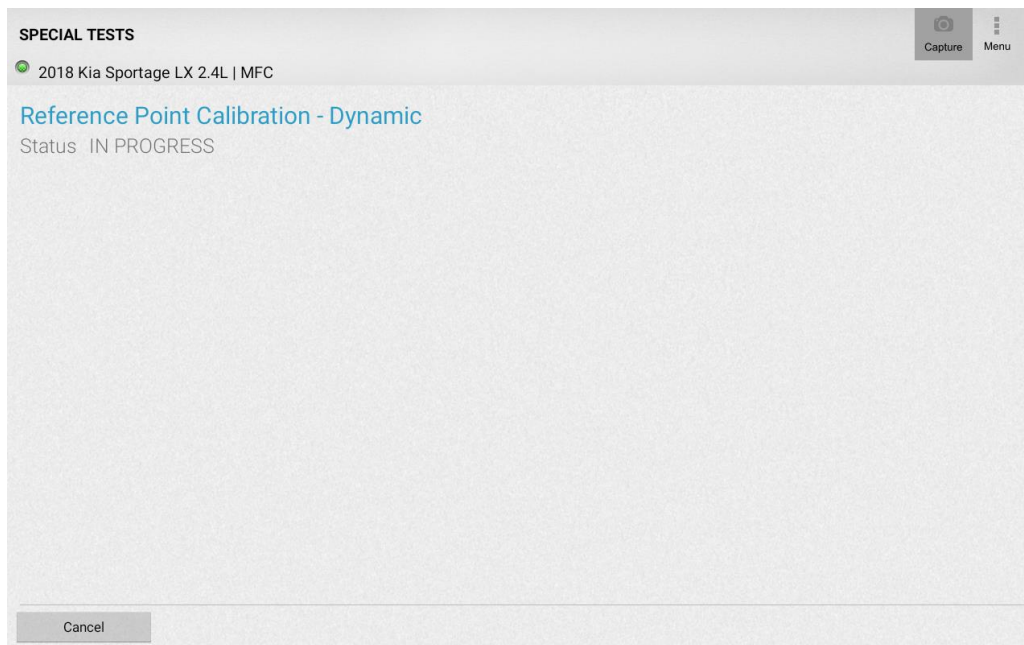 SPECIAL TESTS
Capture
Menu
2018 Kia Sportage LX 2.4L | MFC
Reference Point Calibration - Dynamic
Status IN PROGRESS
Cancel